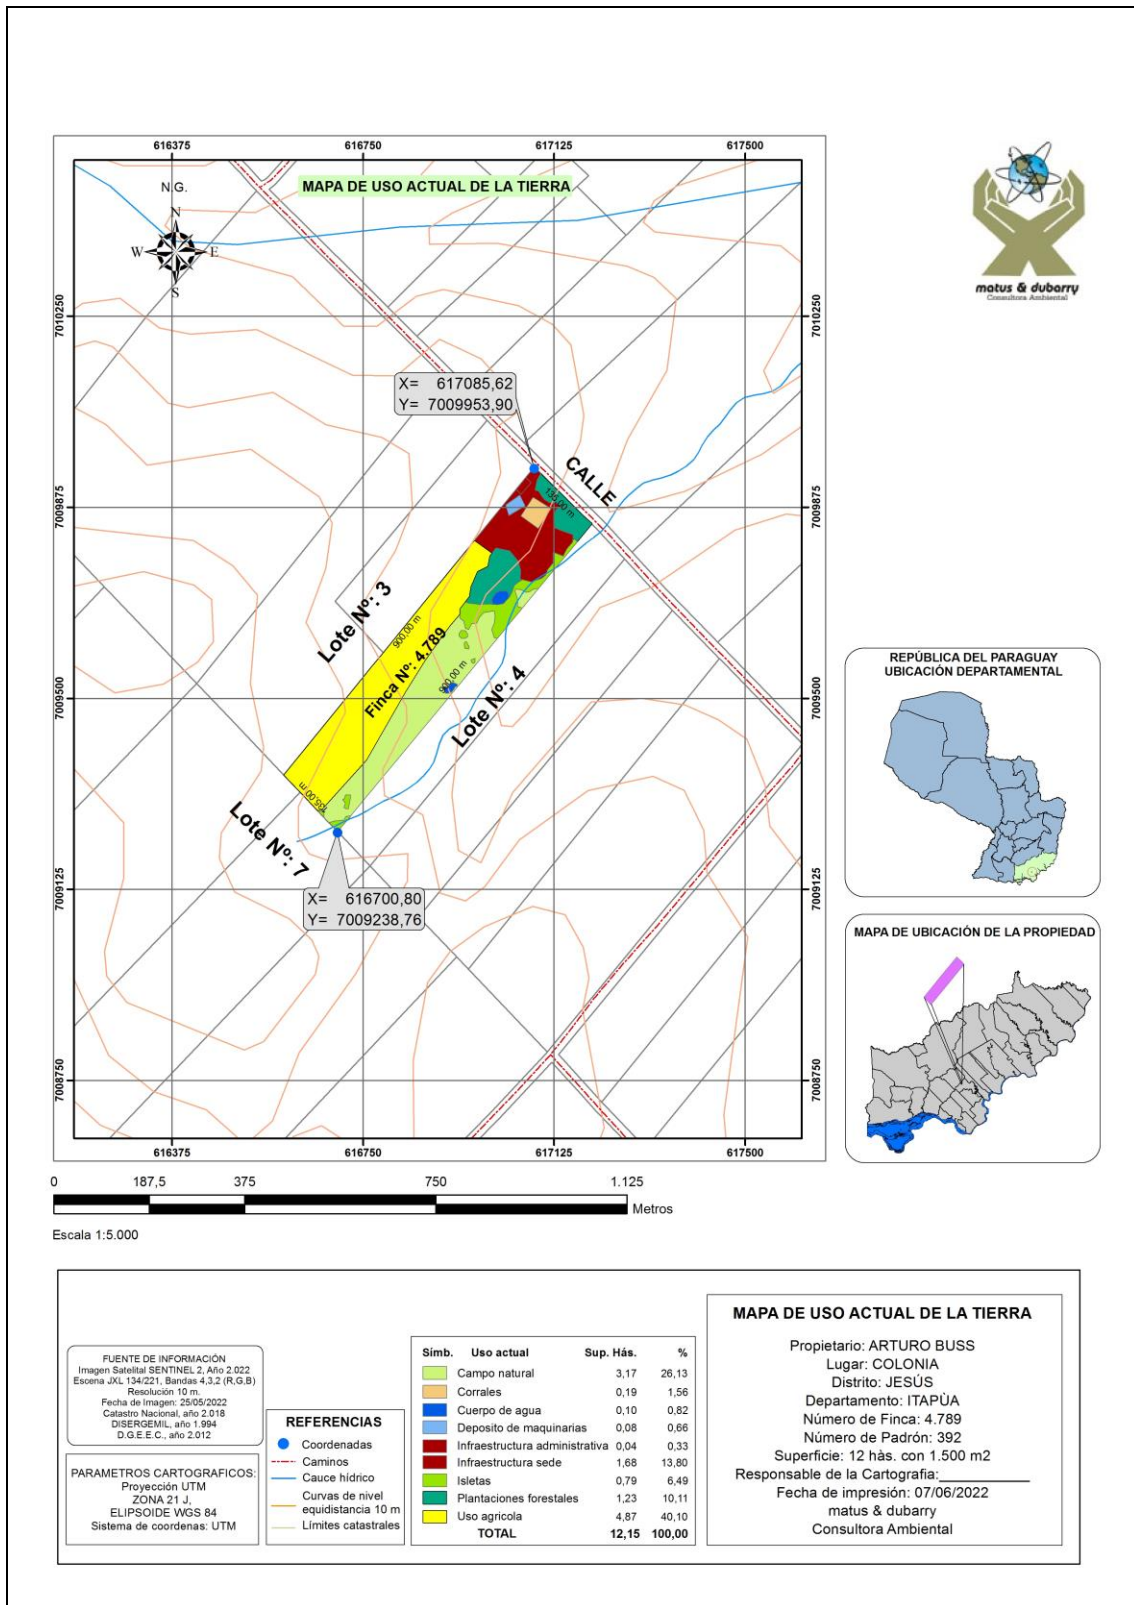 616375 616750 617125 617500
N.G.
MAPA DE USO ACTUAL DE LA TIERRA
N
W E
S
matus & dubarry
Consultora Ambiental
7010250 7010250
X= 617085,62
Y= 7009953,90
CALLE
135,00 m
7009875 7009875
Lote Nº: 3
900,00 m
Finca Nº: 4.789
900,00 m
Lote Nº: 4
7009500 7009500
135,00 m
Lote Nº: 7
7009125 7009125
X= 616700,80
Y= 7009238,76
7008750 7008750
616375 616750 617125 617500
REPÚBLICA DEL PARAGUAY
UBICACIÓN DEPARTAMENTAL
MAPA DE UBICACIÓN DE LA PROPIEDAD
0 187,5 375 750 1.125
Metros
Escala 1:5.000
FUENTE DE INFORMACIÓN
Imagen Satelital SENTINEL 2, Año 2.022
Escena JXL 134/221, Bandas 4,3,2 (R,G,B)
Resolución 10 m.
Fecha de Imagen: 25/05/2022
Catastro Nacional, año 2.018
DISERGEMIL, año 1.994
D.G.E.E.C., año 2.012
PARAMETROS CARTOGRAFICOS:
Proyección UTM
ZONA 21 J,
ELIPSOIDE WGS 84
Sistema de coordenas: UTM
REFERENCIAS
Coordenadas
Caminos
Cauce hídrico
Curvas de nivel
equidistancia 10 m
Límites catastrales
Simb. Uso actual Sup. Hás. %
Campo natural 3,17 26,13
Corrales 0,19 1,56
Cuerpo de agua 0,10 0,82
Deposito de maquinarias 0,08 0,66
Infraestructura administrativa 0,04 0,33
Infraestructura sede 1,68 13,80
Isletas 0,79 6,49
Plantaciones forestales 1,23 10,11
Uso agricola 4,87 40,10
TOTAL 12,15 100,00
MAPA DE USO ACTUAL DE LA TIERRA
Propietario: ARTURO BUSS
Lugar: COLONIA
Distrito: JESÚS
Departamento: ITAPÙA
Número de Finca: 4.789
Número de Padrón: 392
Superficie: 12 hàs. con 1.500 m2
Responsable de la Cartografia:___________
Fecha de impresión: 07/06/2022
matus & dubarry
Consultora Ambiental